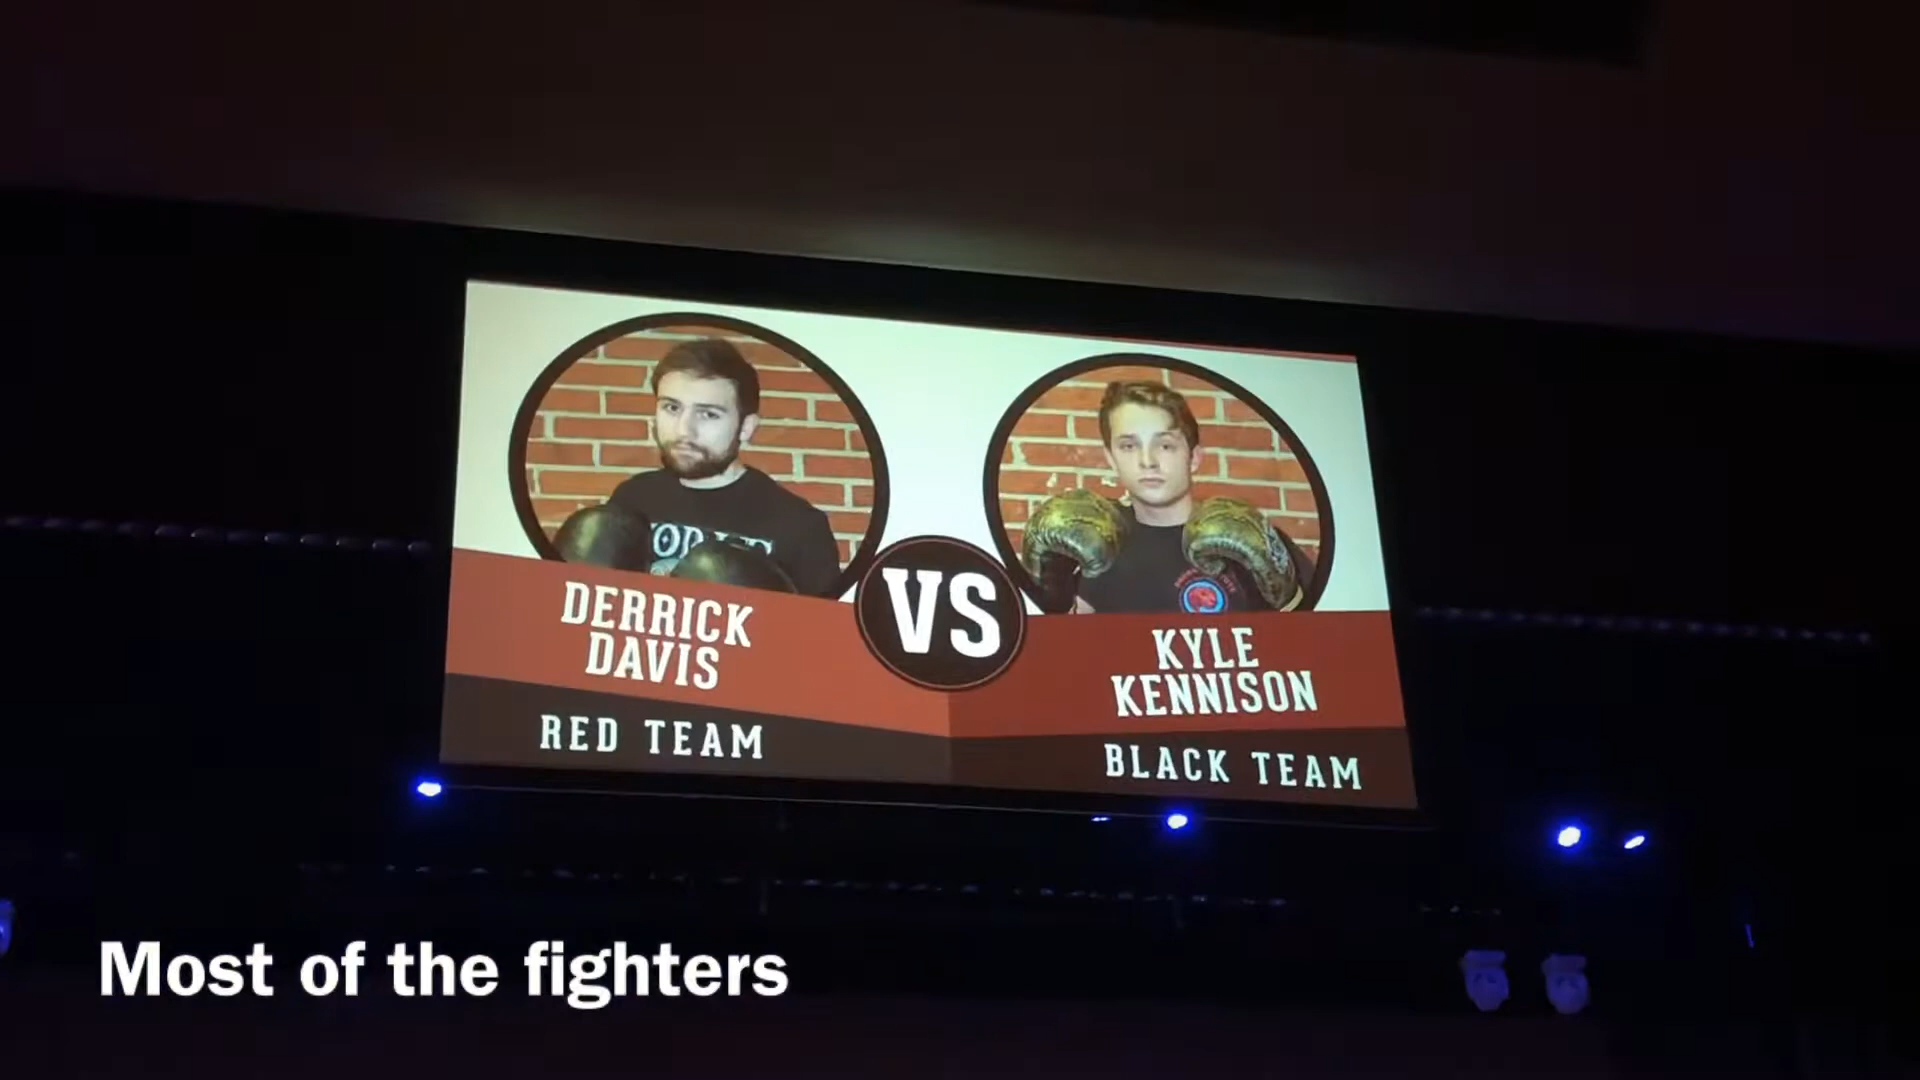 DERRICK
DAVIS
RED TEAM
VS
KYLE
KENNISON
BLACK TEAM
Most of the fighters